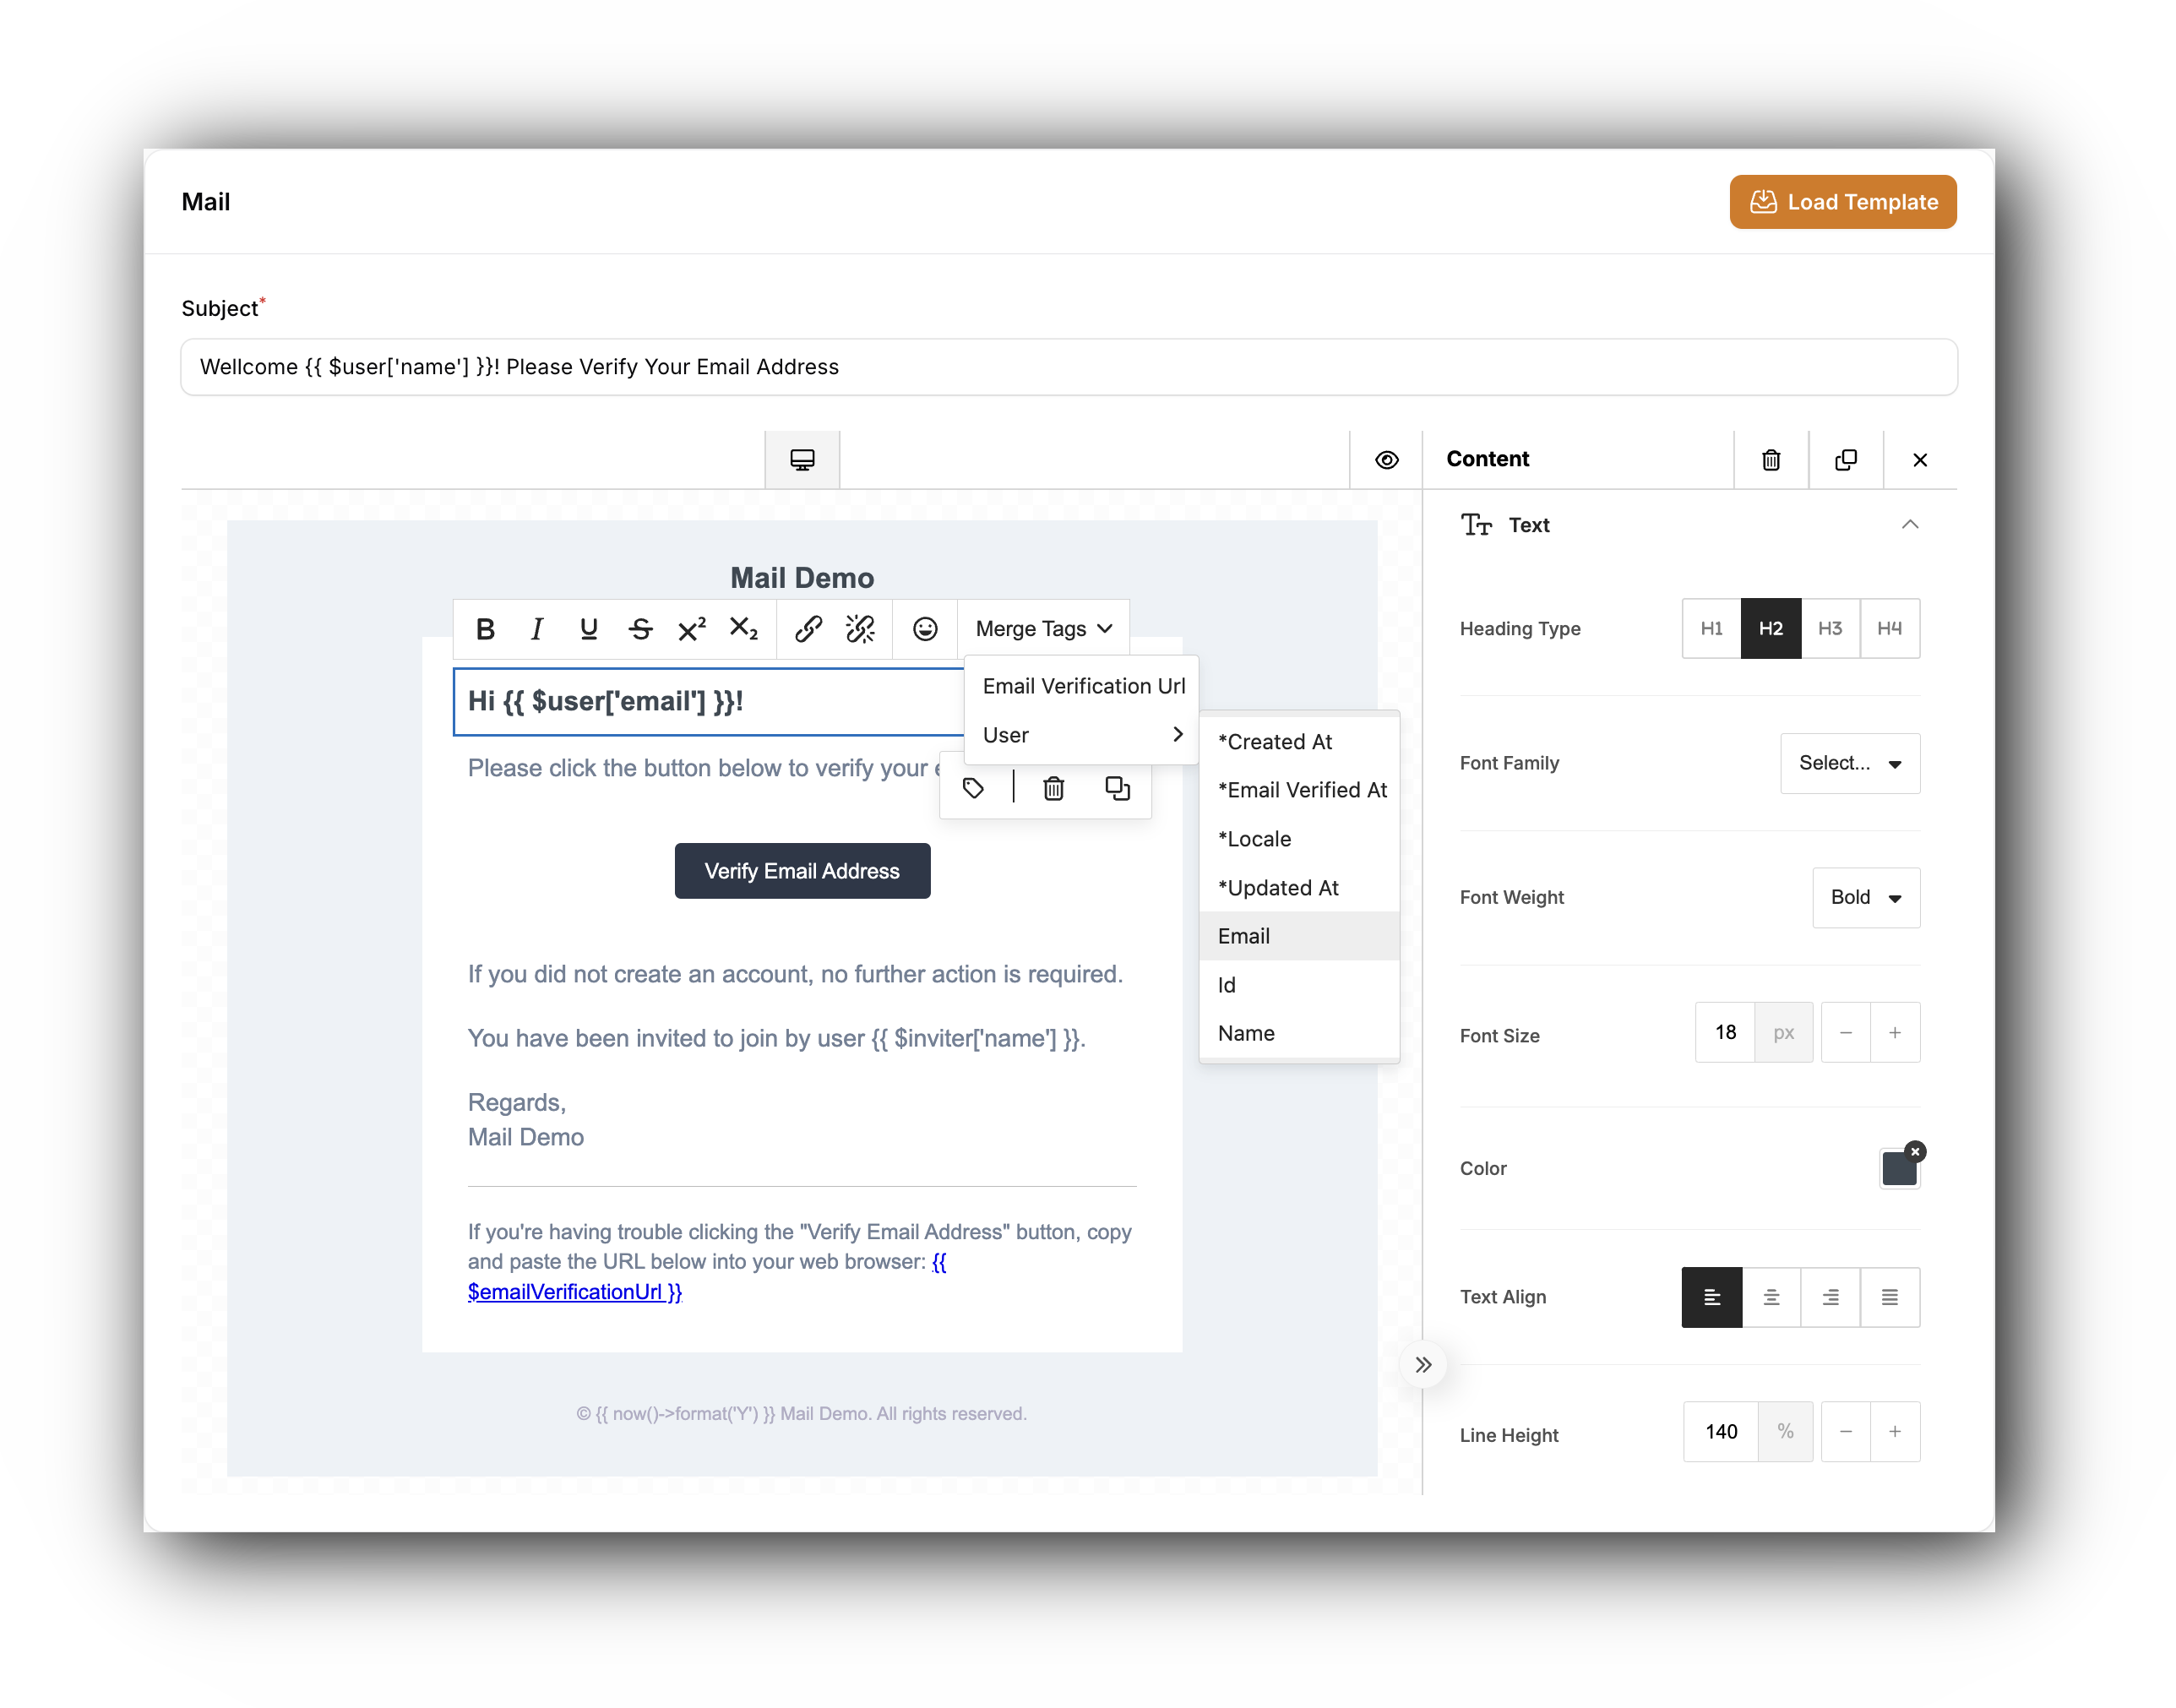 Mail
Load Template
Subject*
Wellcome {{ $user['name'] }}! Please Verify Your Email Address
Content
Text
Mail Demo
B I U S X² X₂
Merge Tags
Heading Type
H1 H2 H3 H4
Email Verification Url
Hi {{ $user['email'] }}!
User
*Created At
Please click the button below to verify your
Font Family
Select...
*Email Verified At
*Locale
Verify Email Address
*Updated At
Font Weight
Bold
Email
If you did not create an account, no further action is required.
Id
You have been invited to join by user {{ $inviter['name'] }}.
Name
Font Size
18 px − +
Regards,
Mail Demo
Color
If you're having trouble clicking the "Verify Email Address" button, copy
and paste the URL below into your web browser: {{
$emailVerificationUrl }}
Text Align
© {{ now()->format('Y') }} Mail Demo. All rights reserved.
Line Height
140 % − +